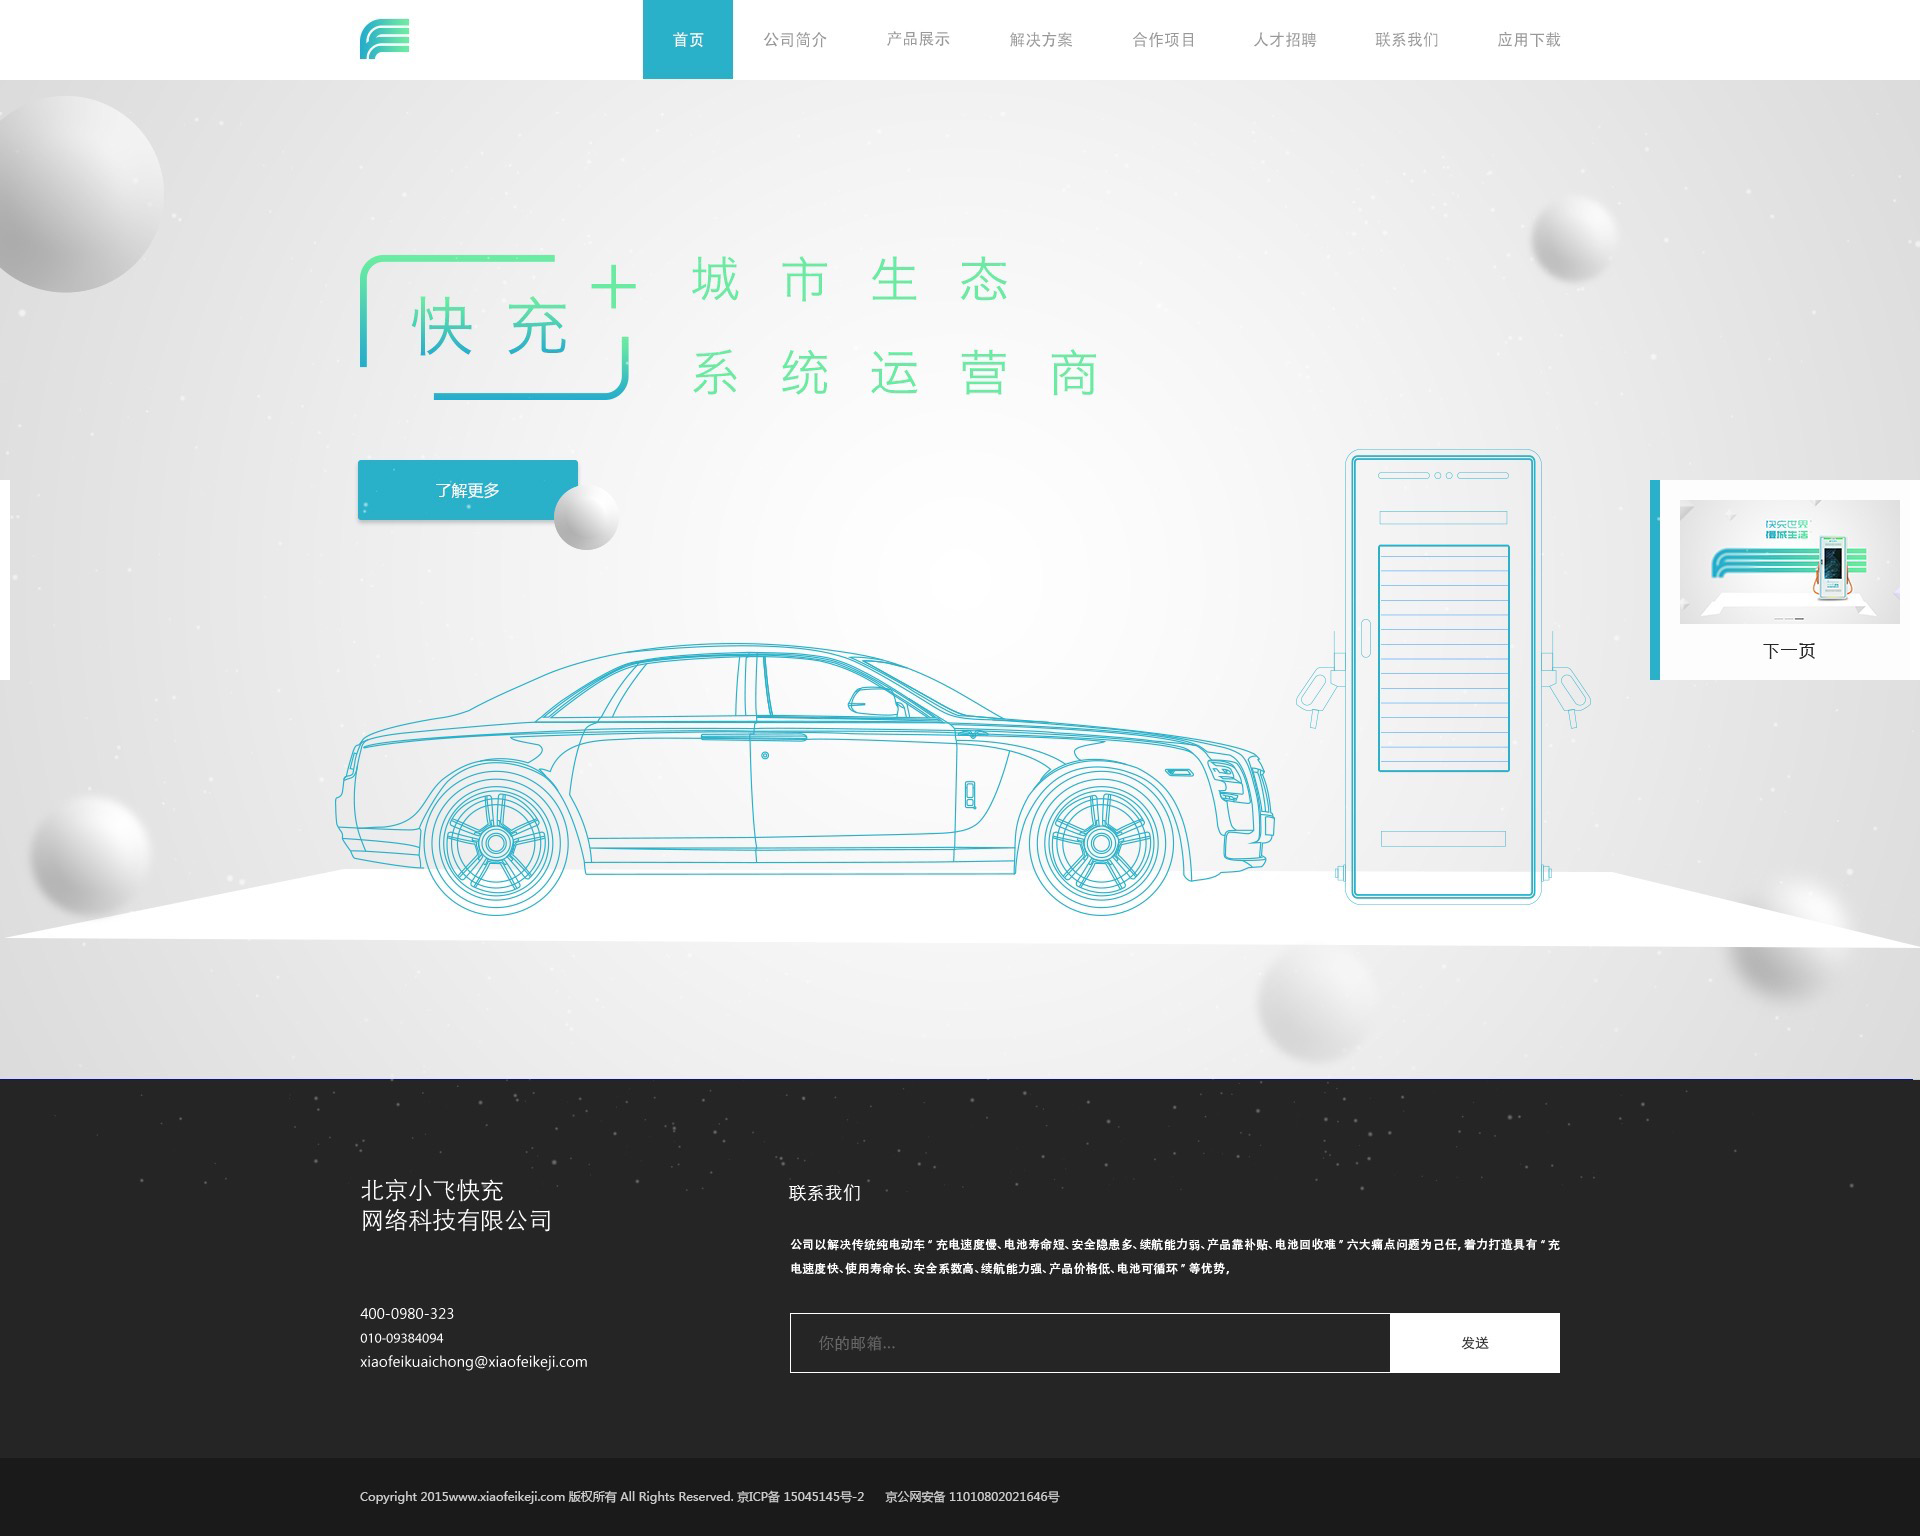 首页 公司简介 产品展示 解决方案 合作项目 人才招聘 联系我们 应用下载
快充
城市生态
系统运营商
了解更多
快充世界
下一页
北京小飞快充
网络科技有限公司
400-0980-323
010-09384094
xiaofeikuaichong@xiaofeikeji.com
联系我们
公司以解决传统纯电动车“充电速度慢、电池寿命短、安全隐患多、续航能力弱、产品靠补贴、电池回收难”六大痛点问题为己任,着力打造具有“充
电速度快、使用寿命长、安全系数高、续航能力强、产品价格低、电池可循环”等优势,
你的邮箱...
发送
Copyright 2015www.xiaofeikeji.com 版权所有 All Rights Reserved. 京ICP备 15045145号-2 京公网安备 11010802021646号